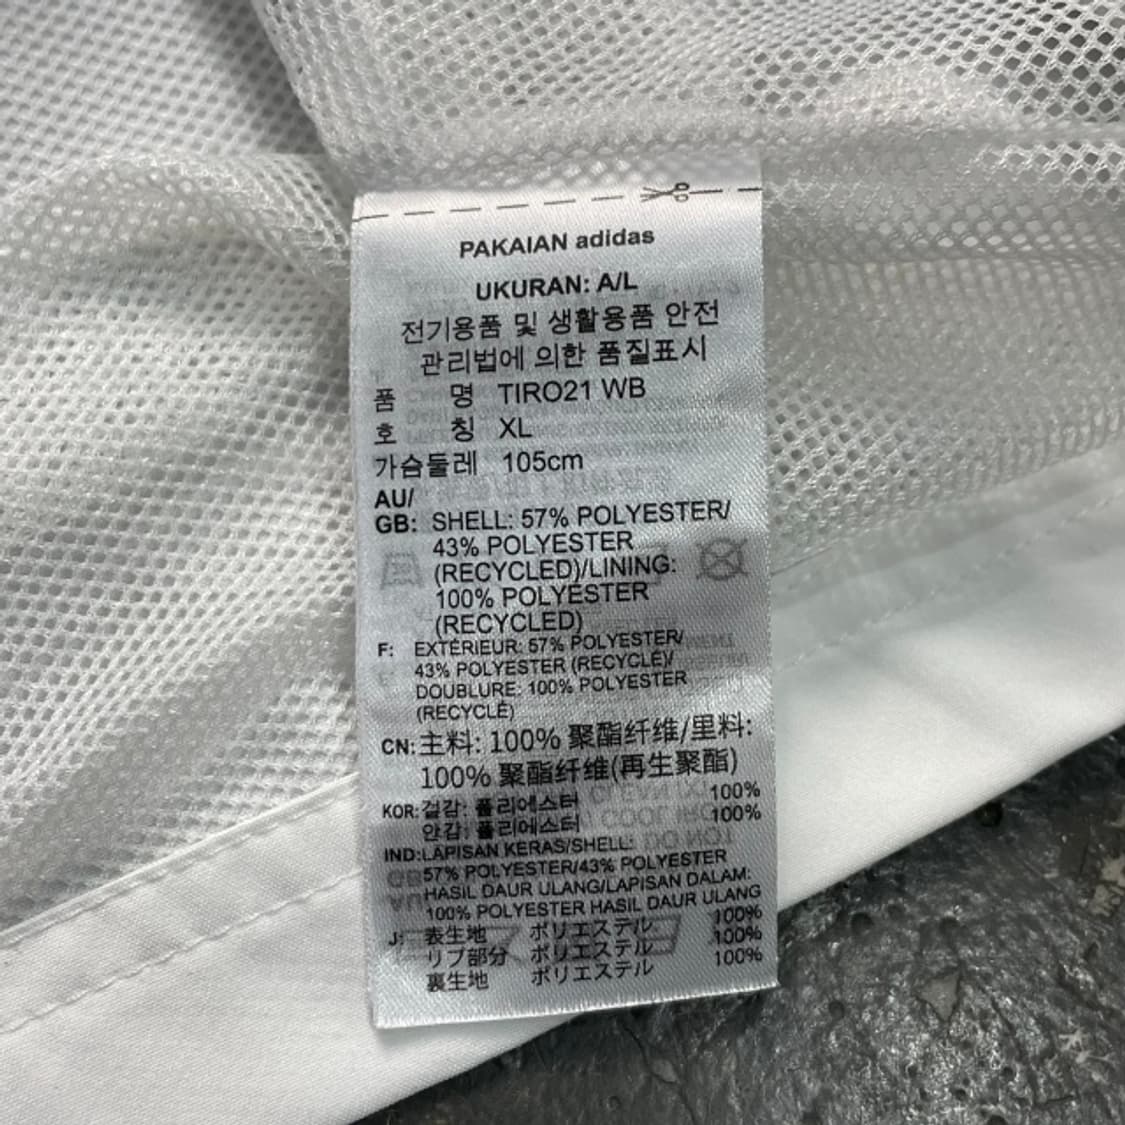 PAKAIAN adidas
UKURAN: A/L
전기용품 및 생활용품 안전
관리법에 의한 품질표시
품 명 TIRO21 WB
호 칭 XL
가슴둘레 105cm
AU/
GB: SHELL: 57% POLYESTER/
43% POLYESTER
(RECYCLED)/LINING:
100% POLYESTER
(RECYCLED)
F: EXTÉRIEUR: 57% POLYESTER/
43% POLYESTER (RECYCLÉ)/
DOUBLURE: 100% POLYESTER
(RECYCLÉ)
CN: 主料: 100% 聚酯纤维/里料:
100% 聚酯纤维(再生聚酯)
KOR: 겉감: 폴리에스터 100%
안감: 폴리에스터 100%
IND: LAPISAN KERAS/SHELL:
57% POLYESTER/43% POLYESTER
HASIL DAUR ULANG/LAPISAN DALAM:
100% POLYESTER HASIL DAUR ULANG
J: 表生地 ポリエステル 100%
リブ部分 ポリエステル 100%
裏生地 ポリエステル 100%